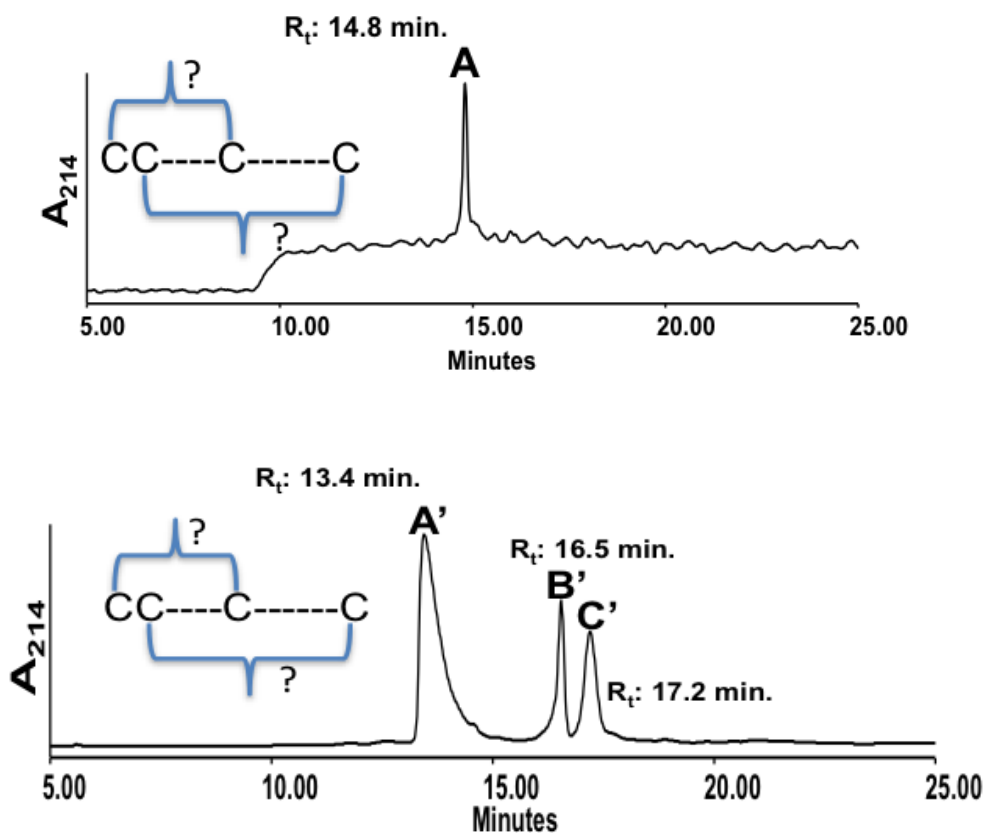 Rt: 14.8 min.
A
?
CC----C------C
?
A214
5.00 10.00 15.00 20.00 25.00
Minutes
Rt: 13.4 min.
A’
Rt: 16.5 min.
B’
C’
?
CC----C------C
?
Rt: 17.2 min.
A214
5.00 10.00 15.00 20.00 25.00
Minutes